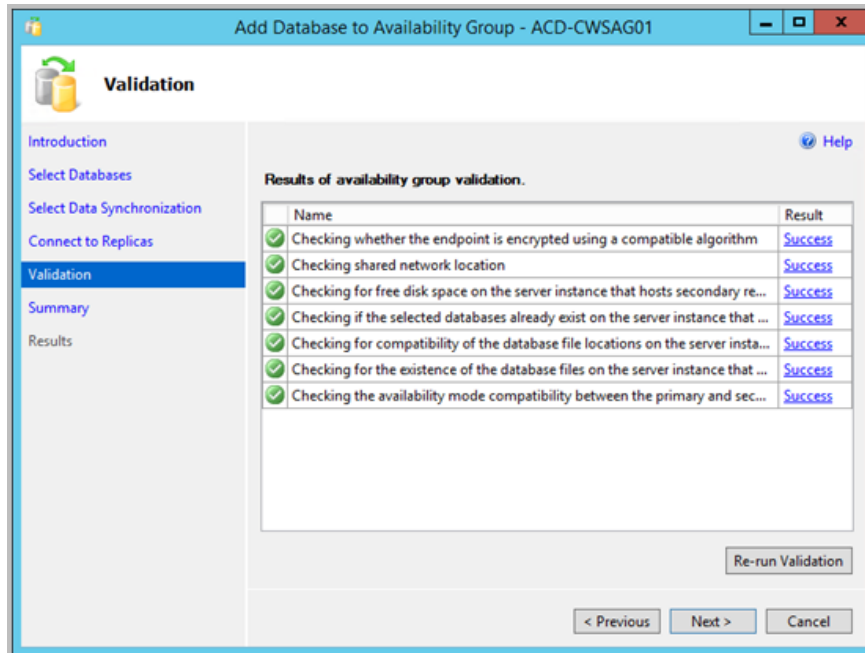 Add Database to Availability Group - ACD-CWSAG01
Validation
Introduction
Select Databases
Select Data Synchronization
Connect to Replicas
Validation
Summary
Results
Help
Results of availability group validation.
Name Result
Checking whether the endpoint is encrypted using a compatible algorithm Success
Checking shared network location Success
Checking for free disk space on the server instance that hosts secondary re... Success
Checking if the selected databases already exist on the server instance that ... Success
Checking for compatibility of the database file locations on the server insta... Success
Checking for the existence of the database files on the server instance that ... Success
Checking the availability mode compatibility between the primary and sec... Success
Re-run Validation
< Previous Next > Cancel